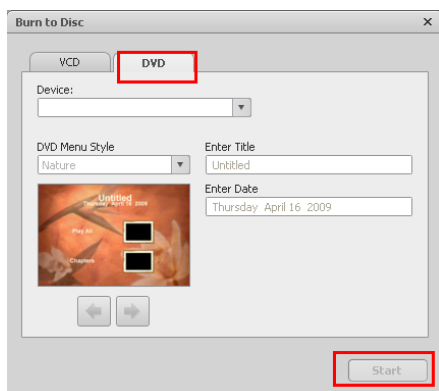 Burn to Disc
VCD
DVD
Device:
DVD Menu Style
Enter Title
Nature
Untitled
Enter Date
Thursday April 16 2009
Untitled
Thursday April 16 2009
Play All
Chapters
Start